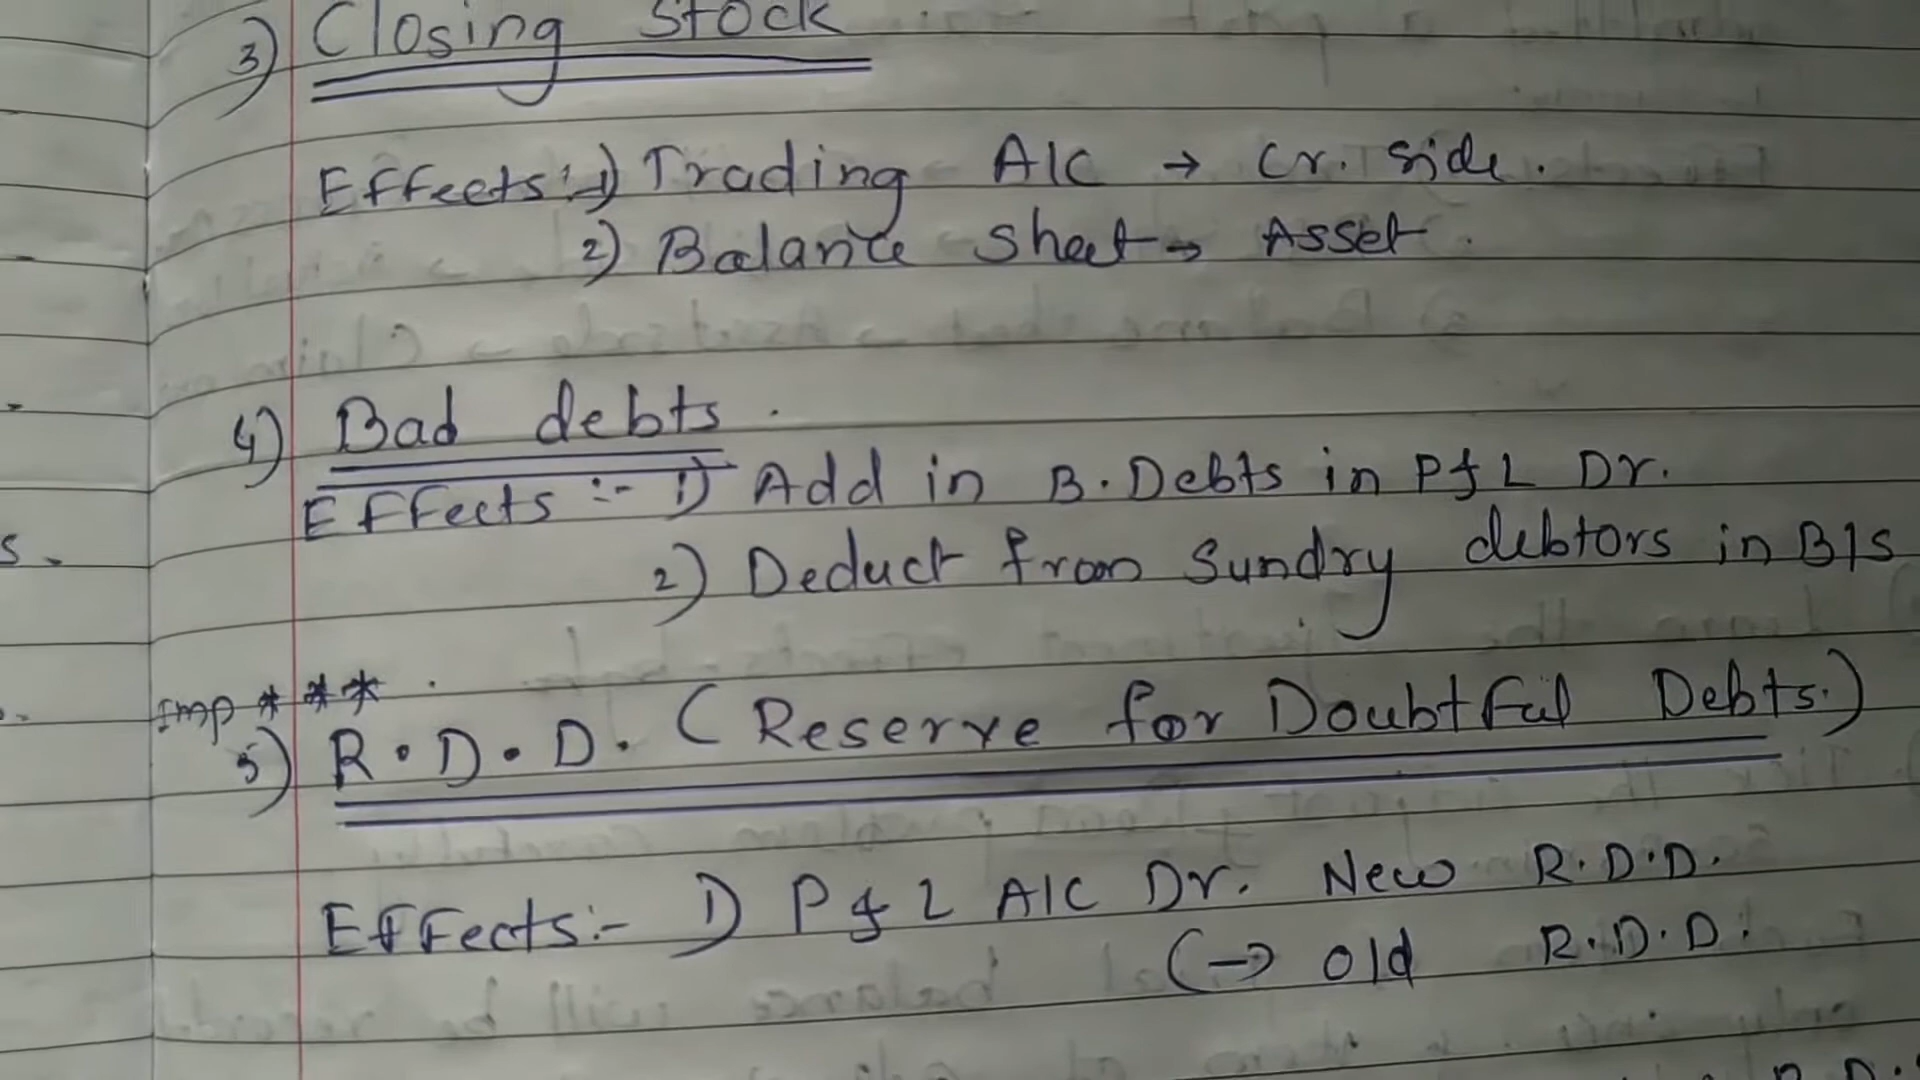 3) Closing Stock
Effects :- 1) Trading A/C → Cr. side.
2) Balance Sheet → Asset.
4) Bad debts.
Effects :- 1) Add in B. Debts in P & L Dr.
2) Deduct from Sundry debtors in B/S
Imp * * *
5) R.D.D. (Reserve for Doubtful Debts.)
Effects :- 1) P & L A/C Dr. New R.D.D.
(-) old R.D.D.